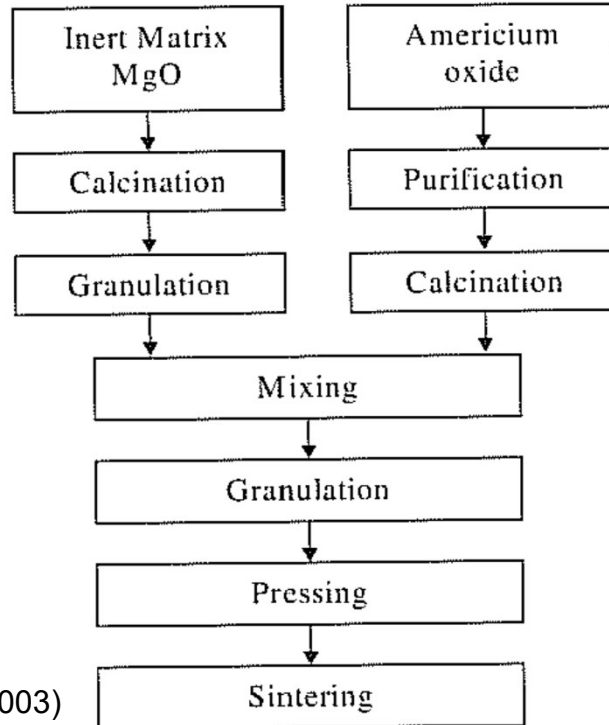 Inert Matrix
MgO
Americium
oxide
Calcination
Purification
Granulation
Calcination
Mixing
Granulation
Pressing
Sintering
003)